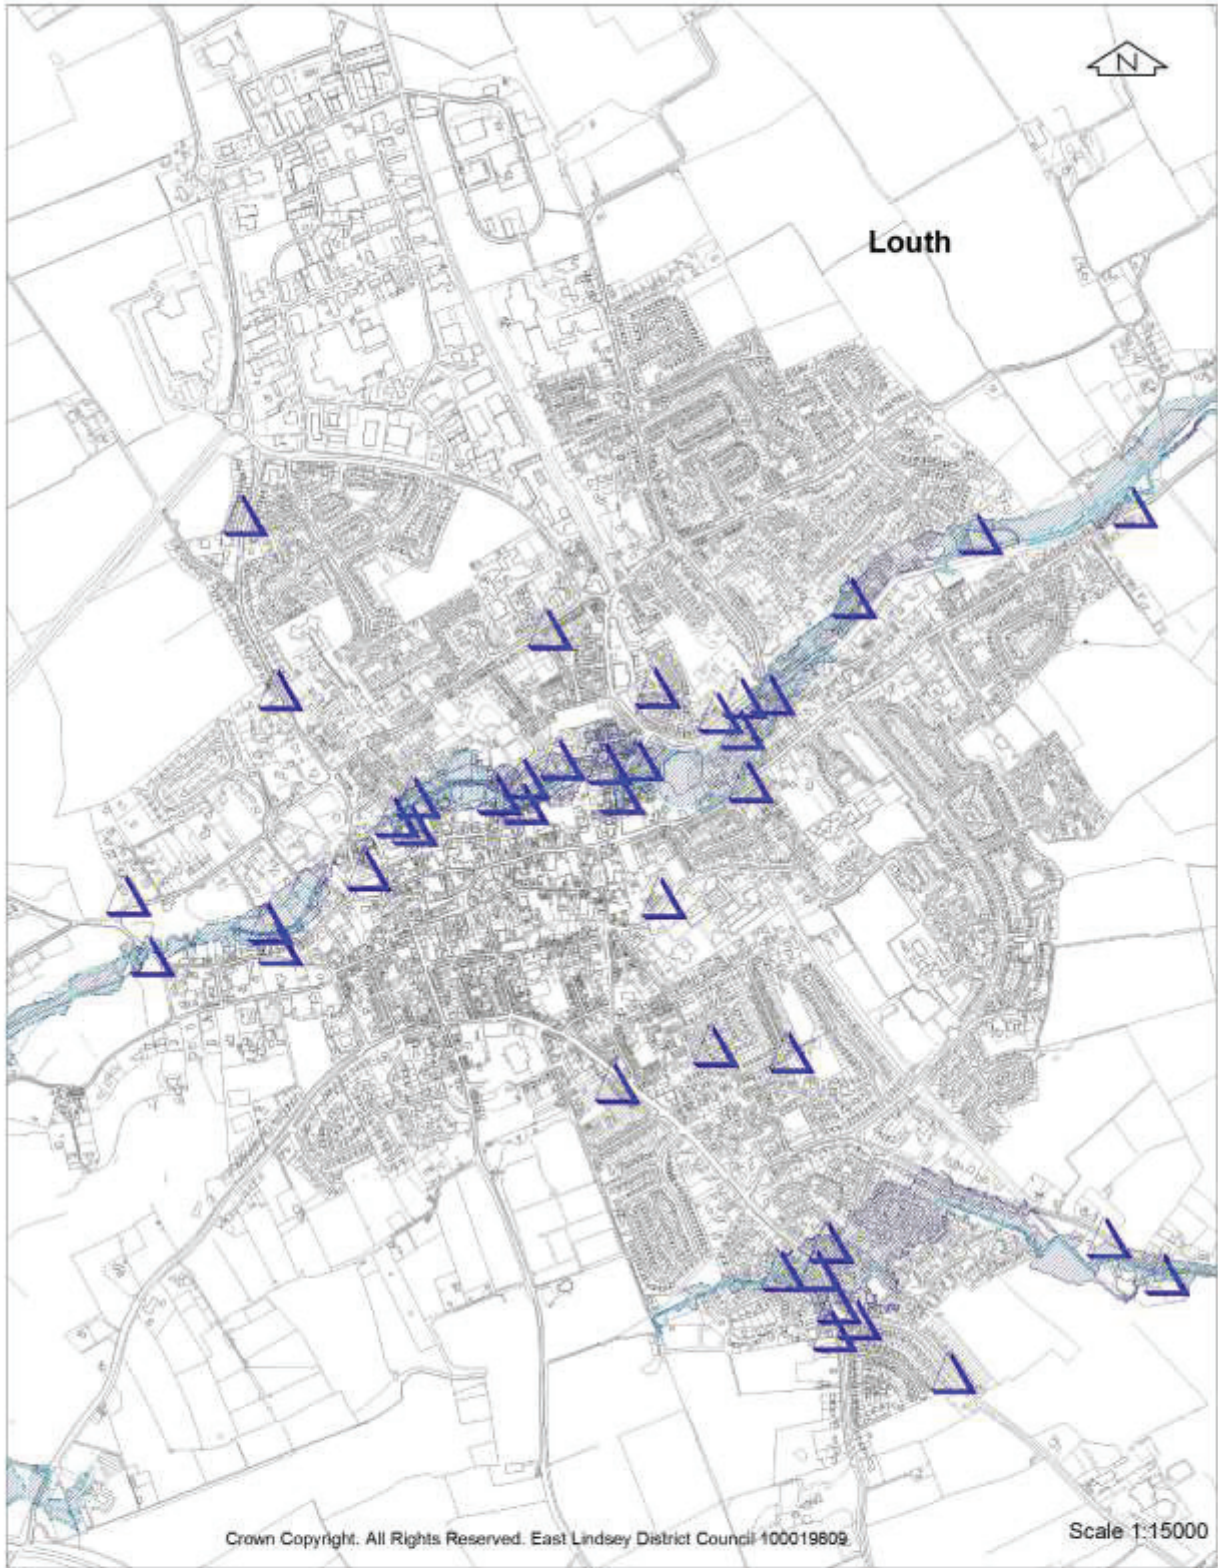 N
Louth
Crown Copyright. All Rights Reserved. East Lindsey District Council 100019809
Scale 1:15000